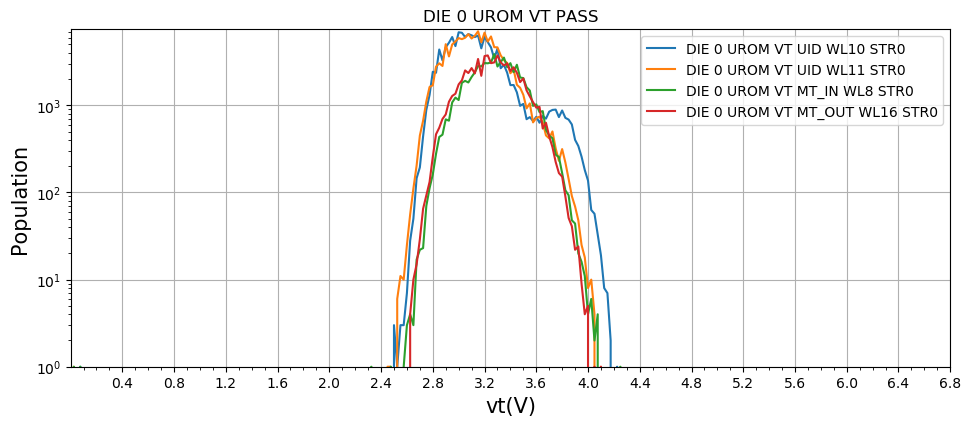 DIE 0 UROM VT PASS
DIE 0 UROM VT UID WL10 STR0
DIE 0 UROM VT UID WL11 STR0
DIE 0 UROM VT MT_IN WL8 STR0
DIE 0 UROM VT MT_OUT WL16 STR0
Population
10³
10²
10¹
10⁰
0.4 0.8 1.2 1.6 2.0 2.4 2.8 3.2 3.6 4.0 4.4 4.8 5.2 5.6 6.0 6.4 6.8
vt(V)